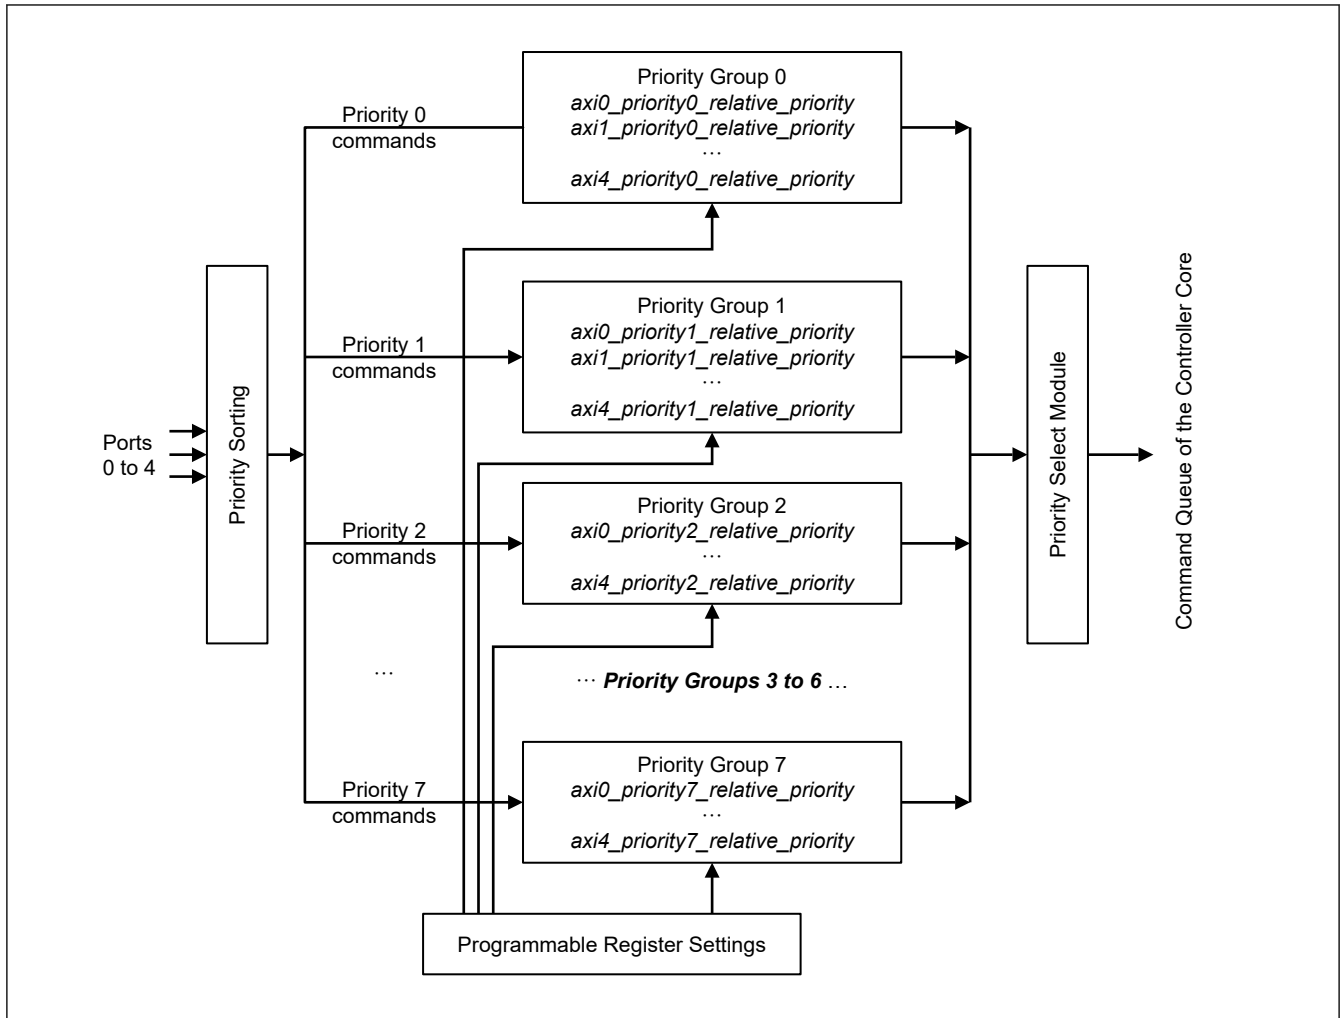 Priority Group 0
axi0_priority0_relative_priority
axi1_priority0_relative_priority
…
axi4_priority0_relative_priority
Priority 0
commands
Priority Group 1
axi0_priority1_relative_priority
axi1_priority1_relative_priority
…
axi4_priority1_relative_priority
Priority 1
commands
Ports
0 to 4
Priority Sorting
Priority Group 2
axi0_priority2_relative_priority
…
axi4_priority2_relative_priority
Priority 2
commands
Priority Select Module
Command Queue of the Controller Core
…
… Priority Groups 3 to 6 …
Priority Group 7
axi0_priority7_relative_priority
…
axi4_priority7_relative_priority
Priority 7
commands
Programmable Register Settings